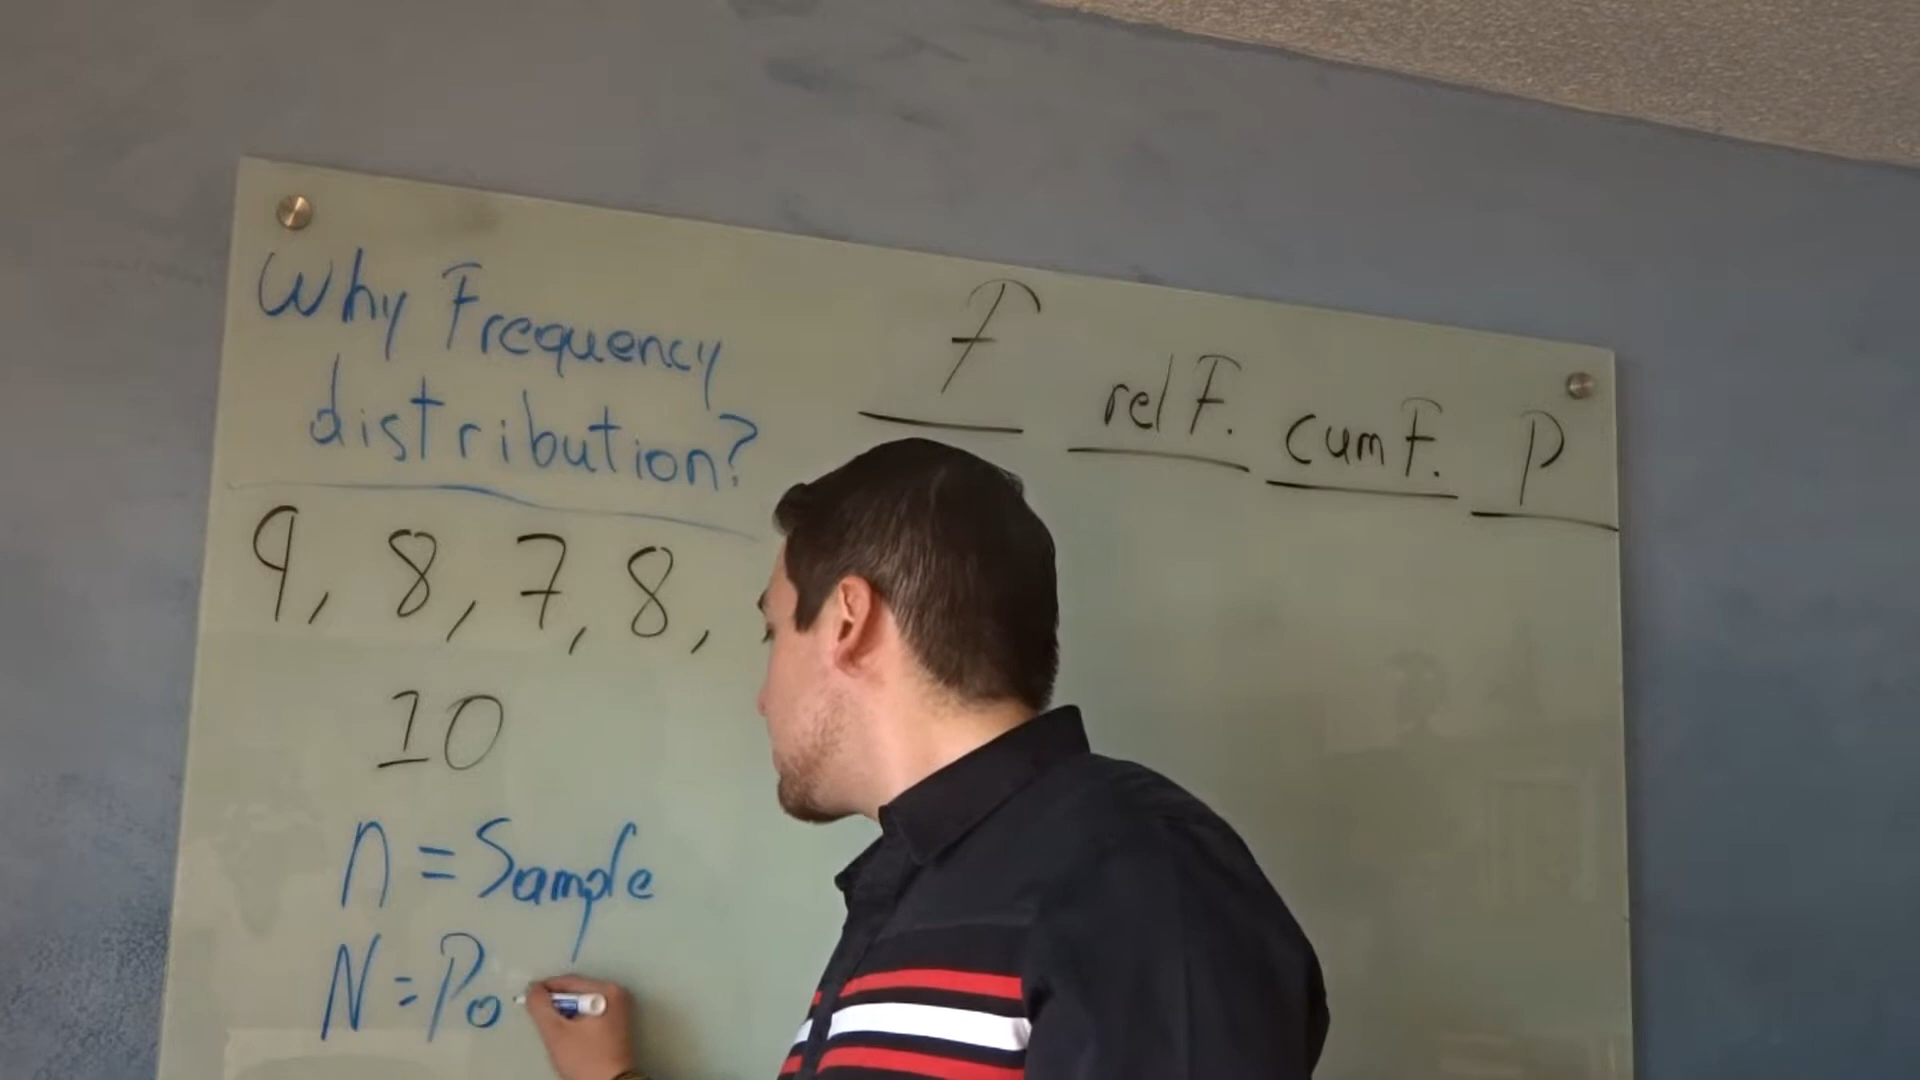 Why Frequency
distribution?
9, 8, 7, 8,
10
n = Sample
N = Po
F
rel F.
cum F.
P